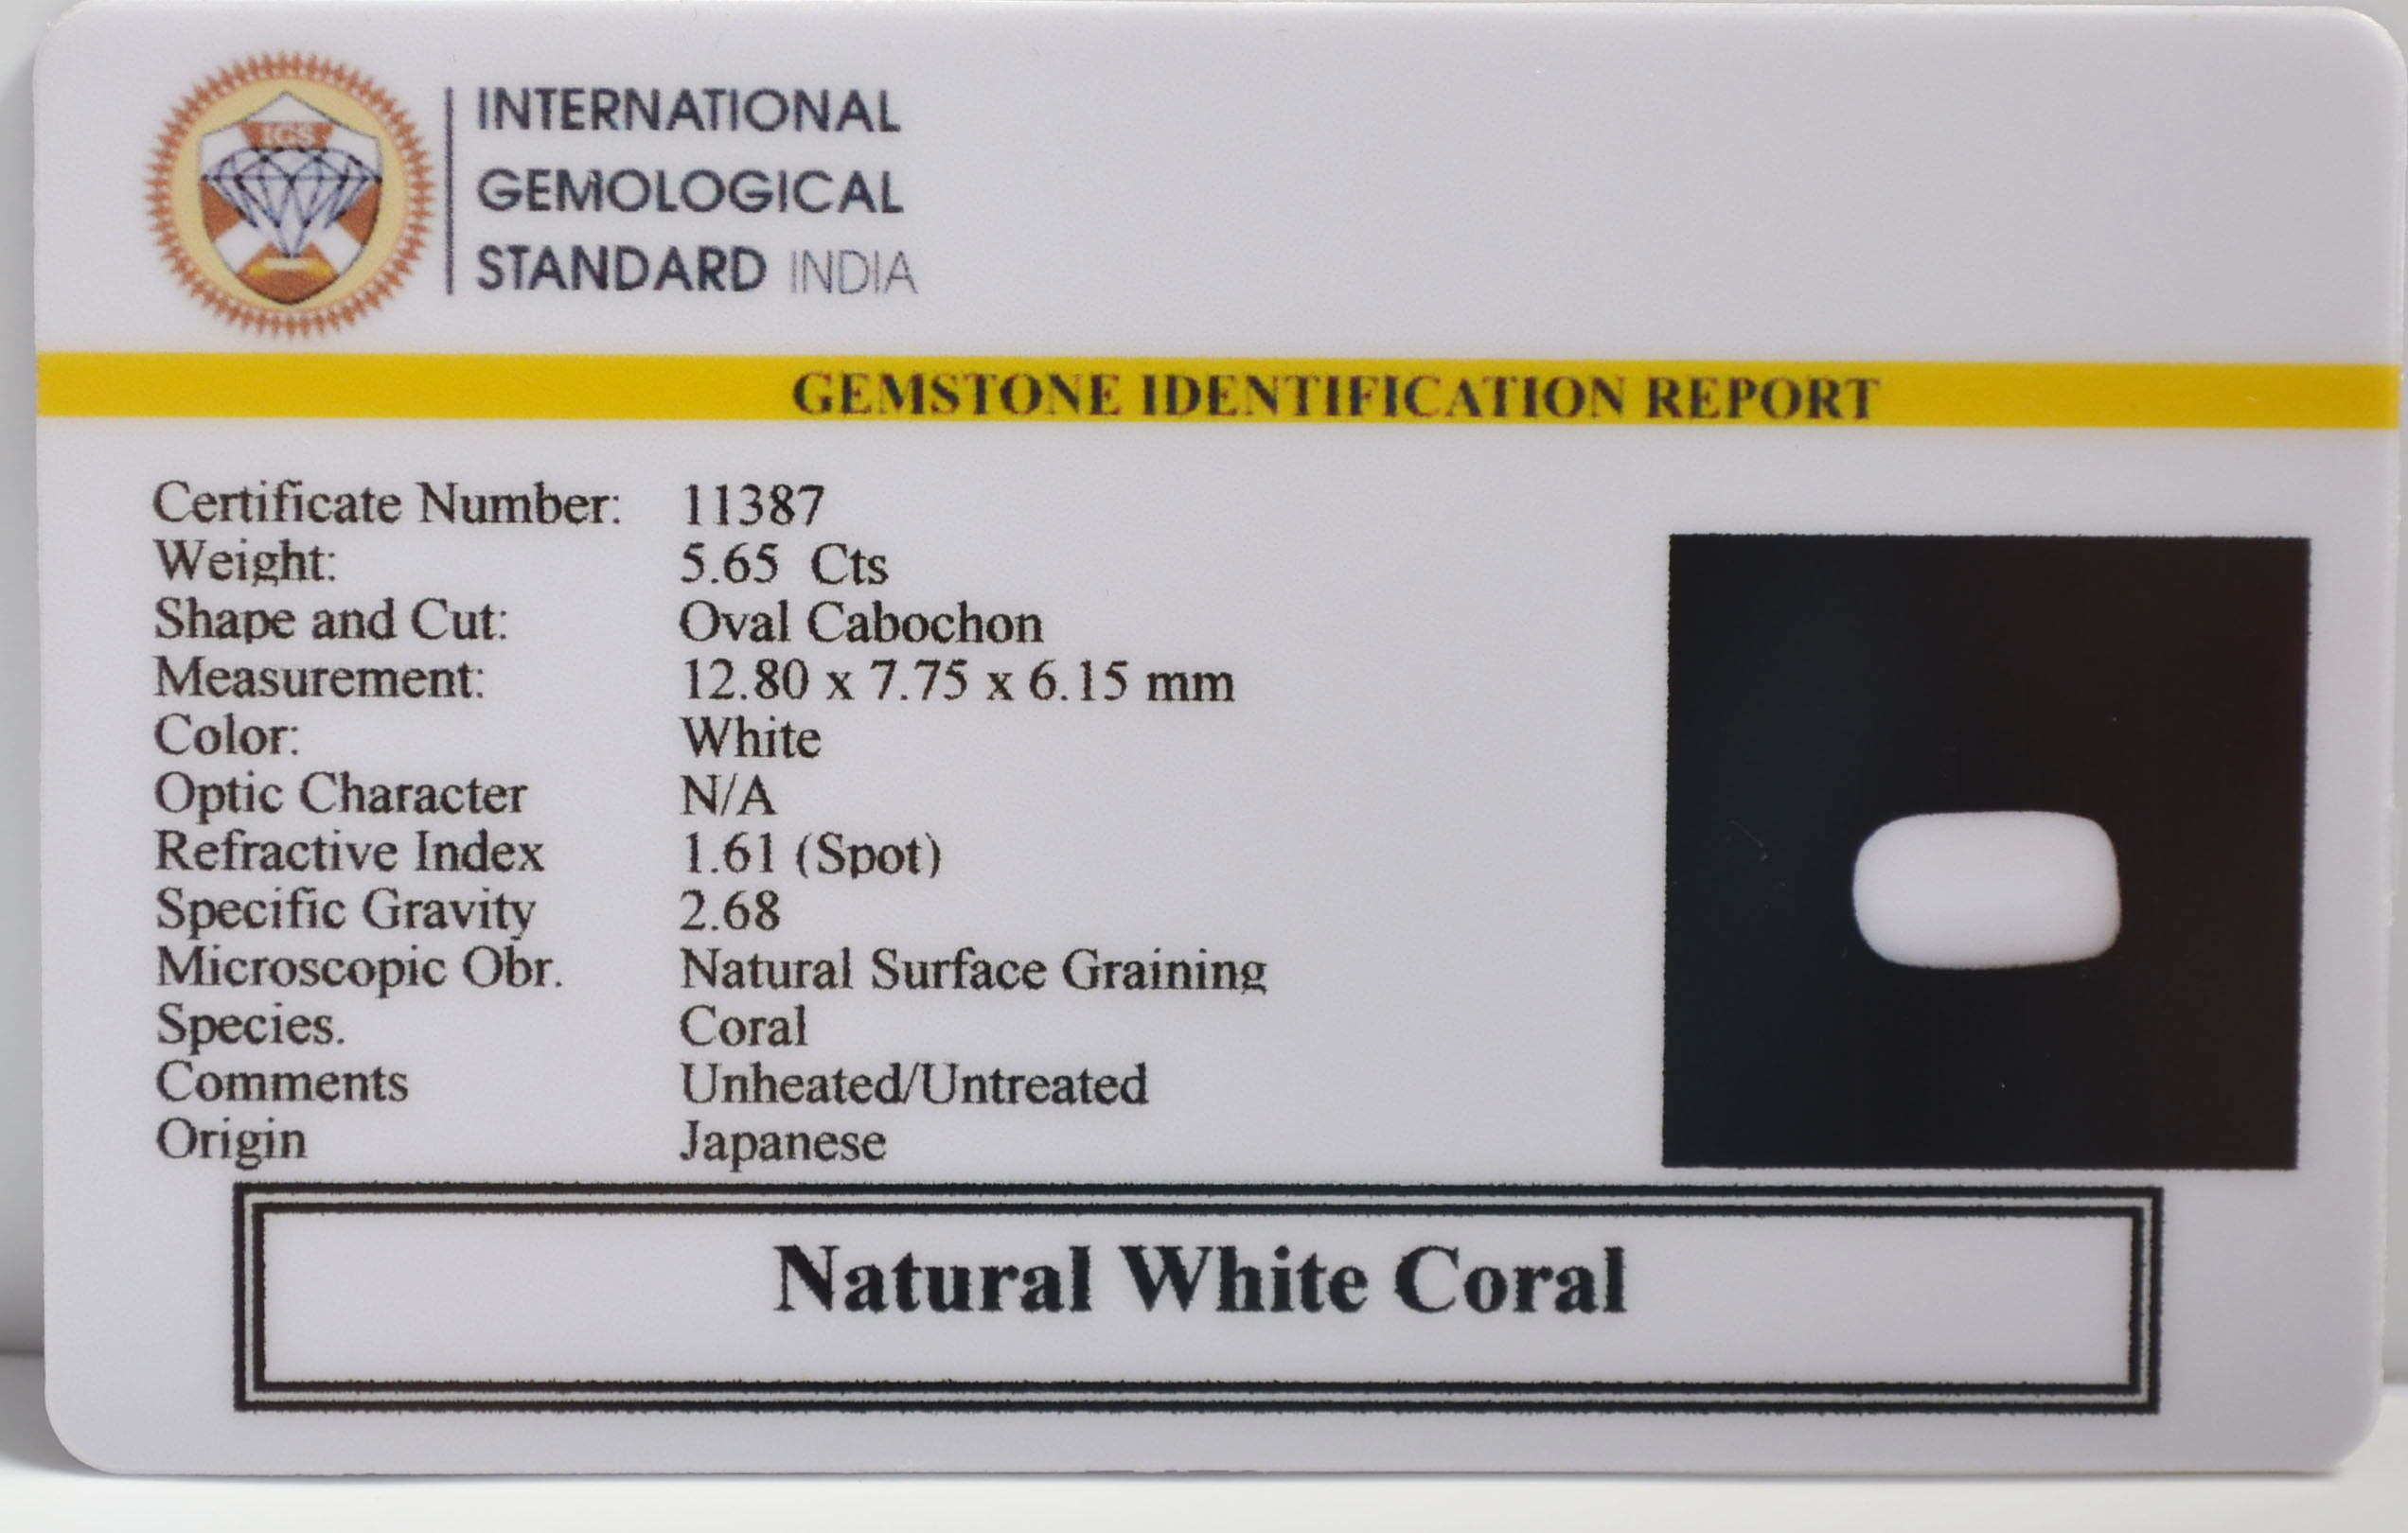 IGS
INTERNATIONAL
GEMOLOGICAL
STANDARD INDIA
GEMSTONE IDENTIFICATION REPORT
Certificate Number: 11387
Weight: 5.65 Cts
Shape and Cut: Oval Cabochon
Measurement: 12.80 x 7.75 x 6.15 mm
Color: White
Optic Character N/A
Refractive Index 1.61 (Spot)
Specific Gravity 2.68
Microscopic Obr. Natural Surface Graining
Species. Coral
Comments Unheated/Untreated
Origin Japanese
Natural White Coral